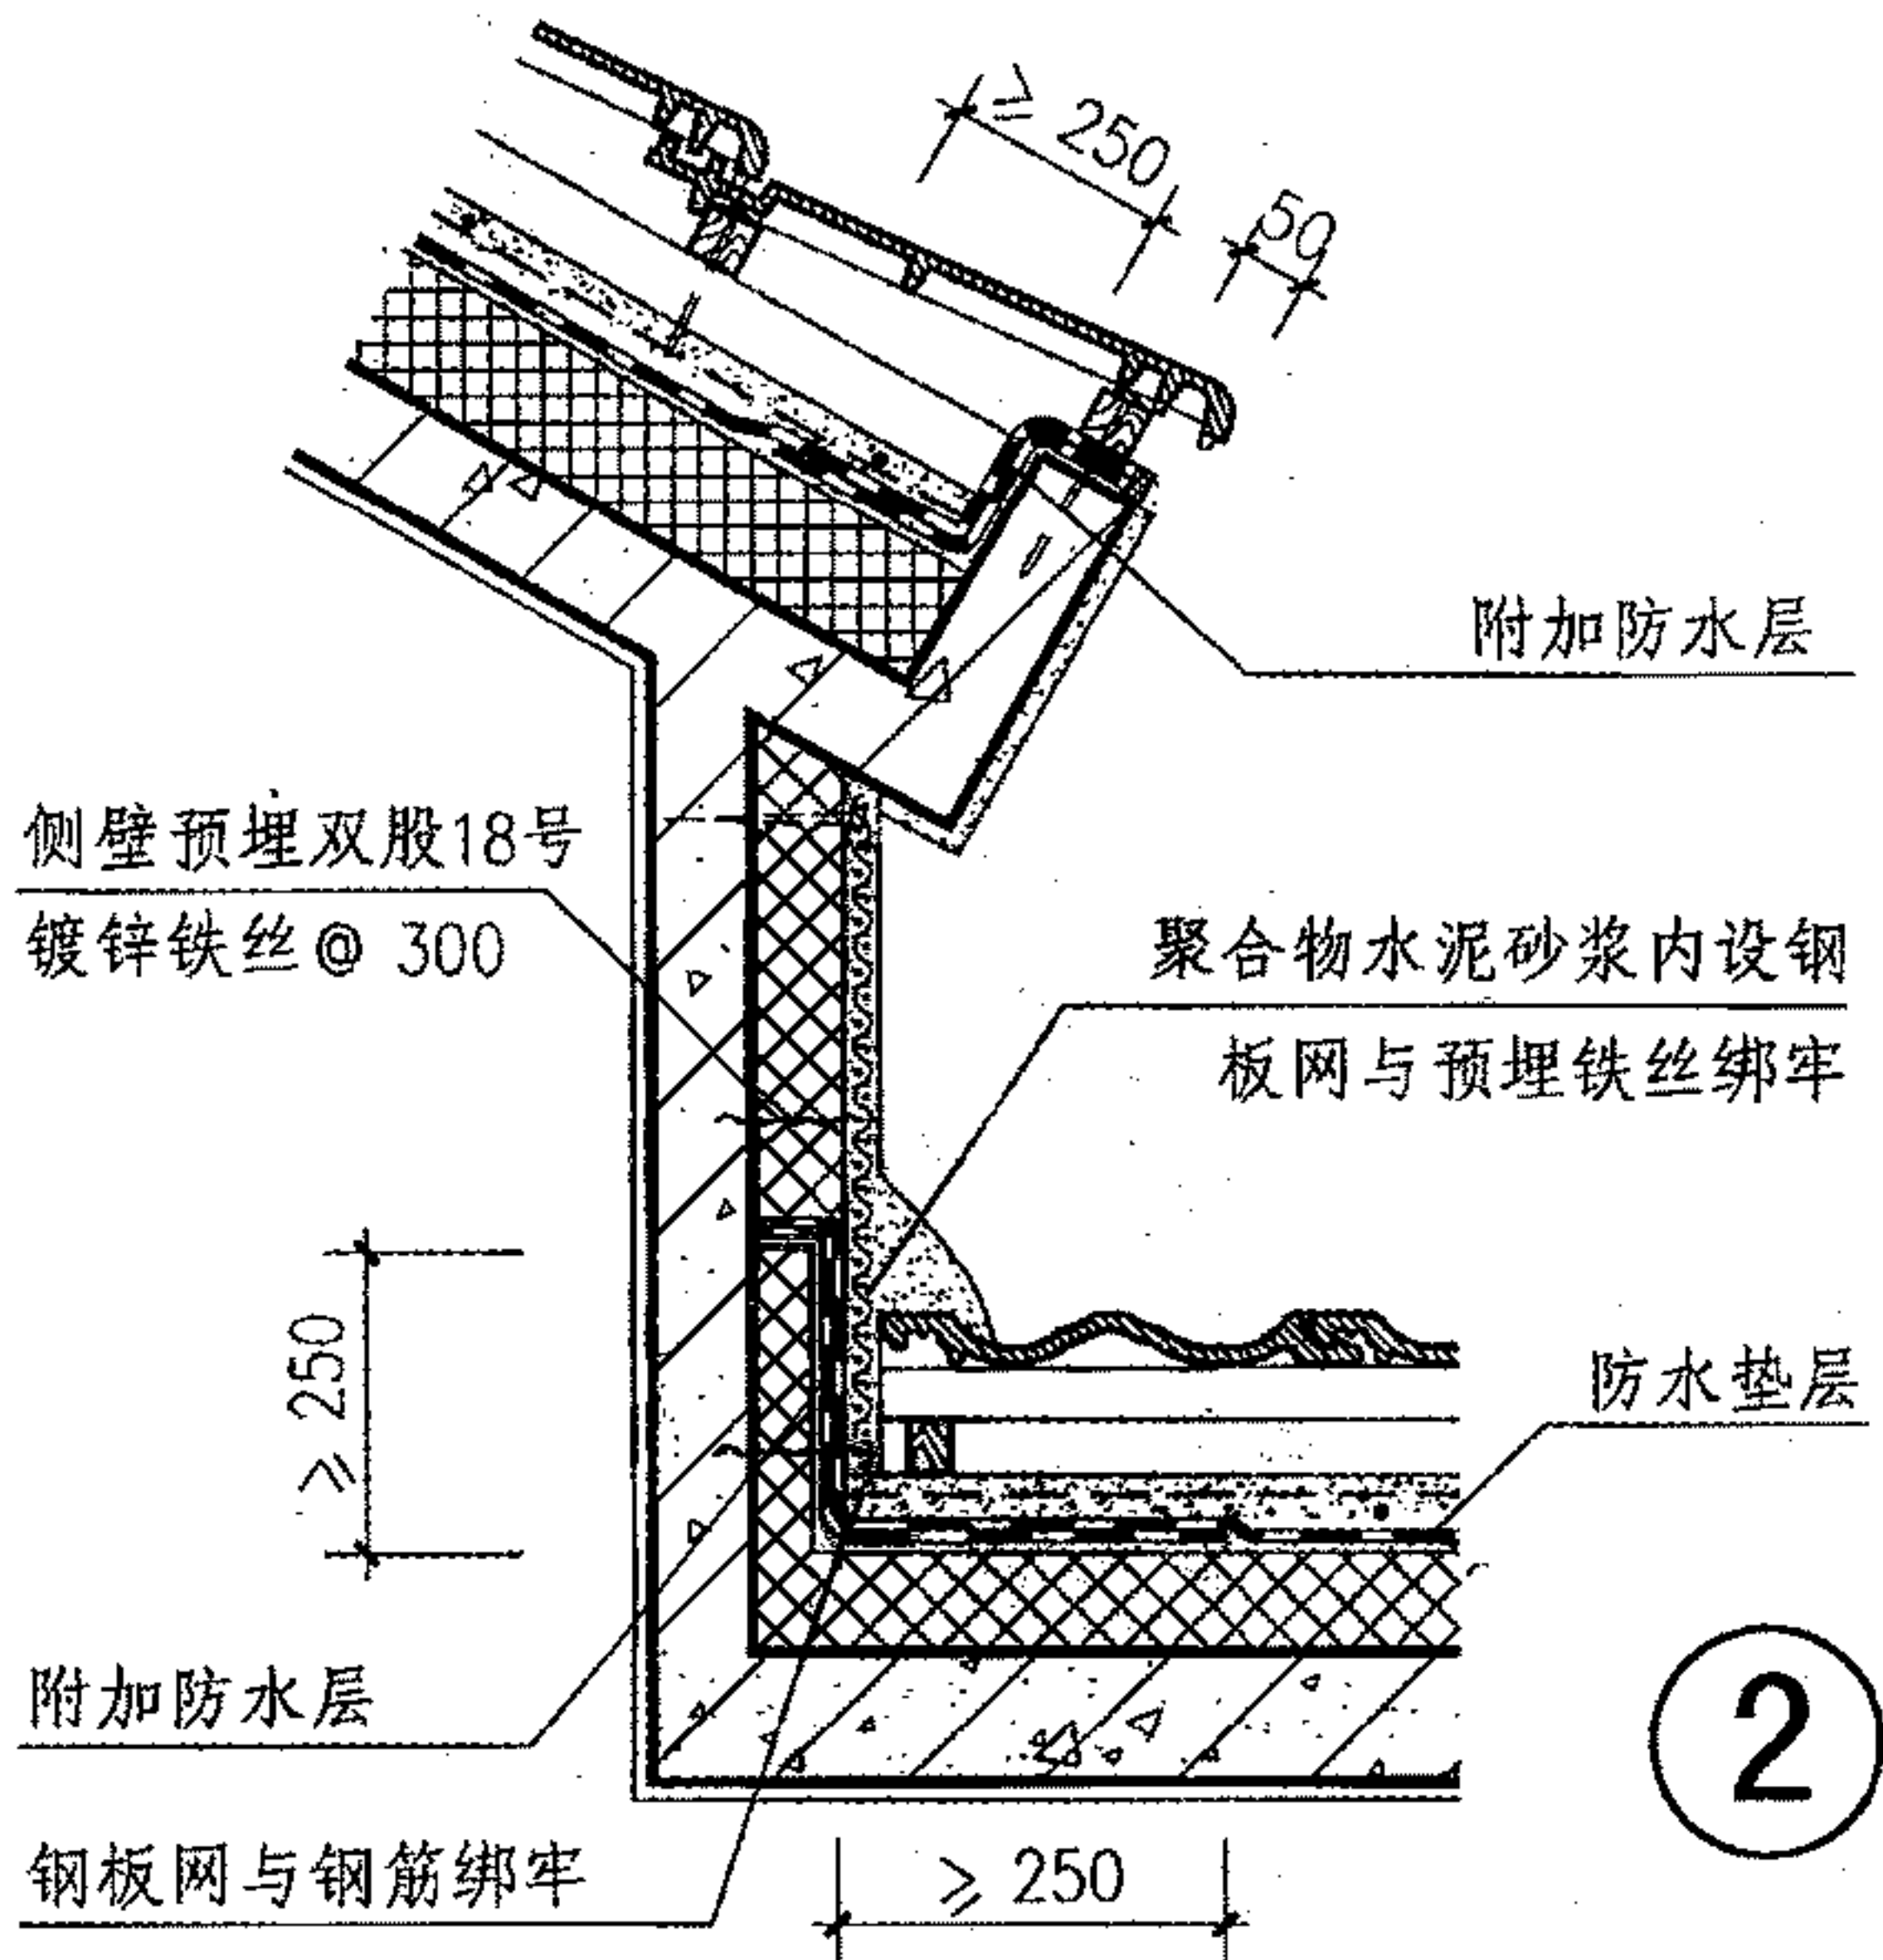 ≥ 250
50
附加防水层
侧壁预埋双股18号
镀锌铁丝@ 300
聚合物水泥砂浆内设钢
板网与预埋铁丝绑牢
≥ 250
防水垫层
附加防水层
2
钢板网与钢筋绑牢
≥ 250